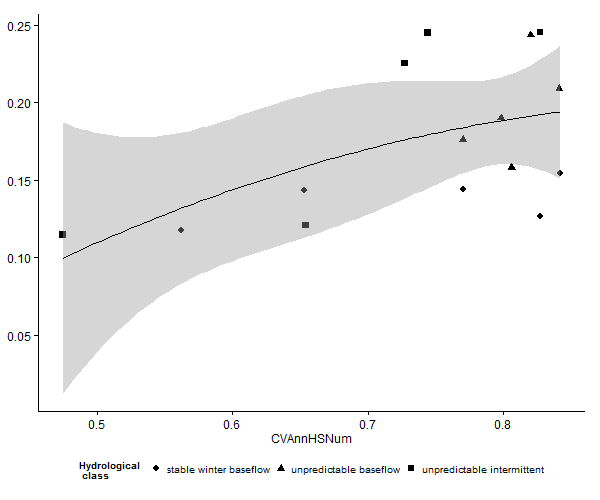 0.25
0.20
0.15
0.10
0.05
0.5 0.6 0.7 0.8
CVAnnHSNum
Hydrological
class
stable winter baseflow unpredictable baseflow unpredictable intermittent